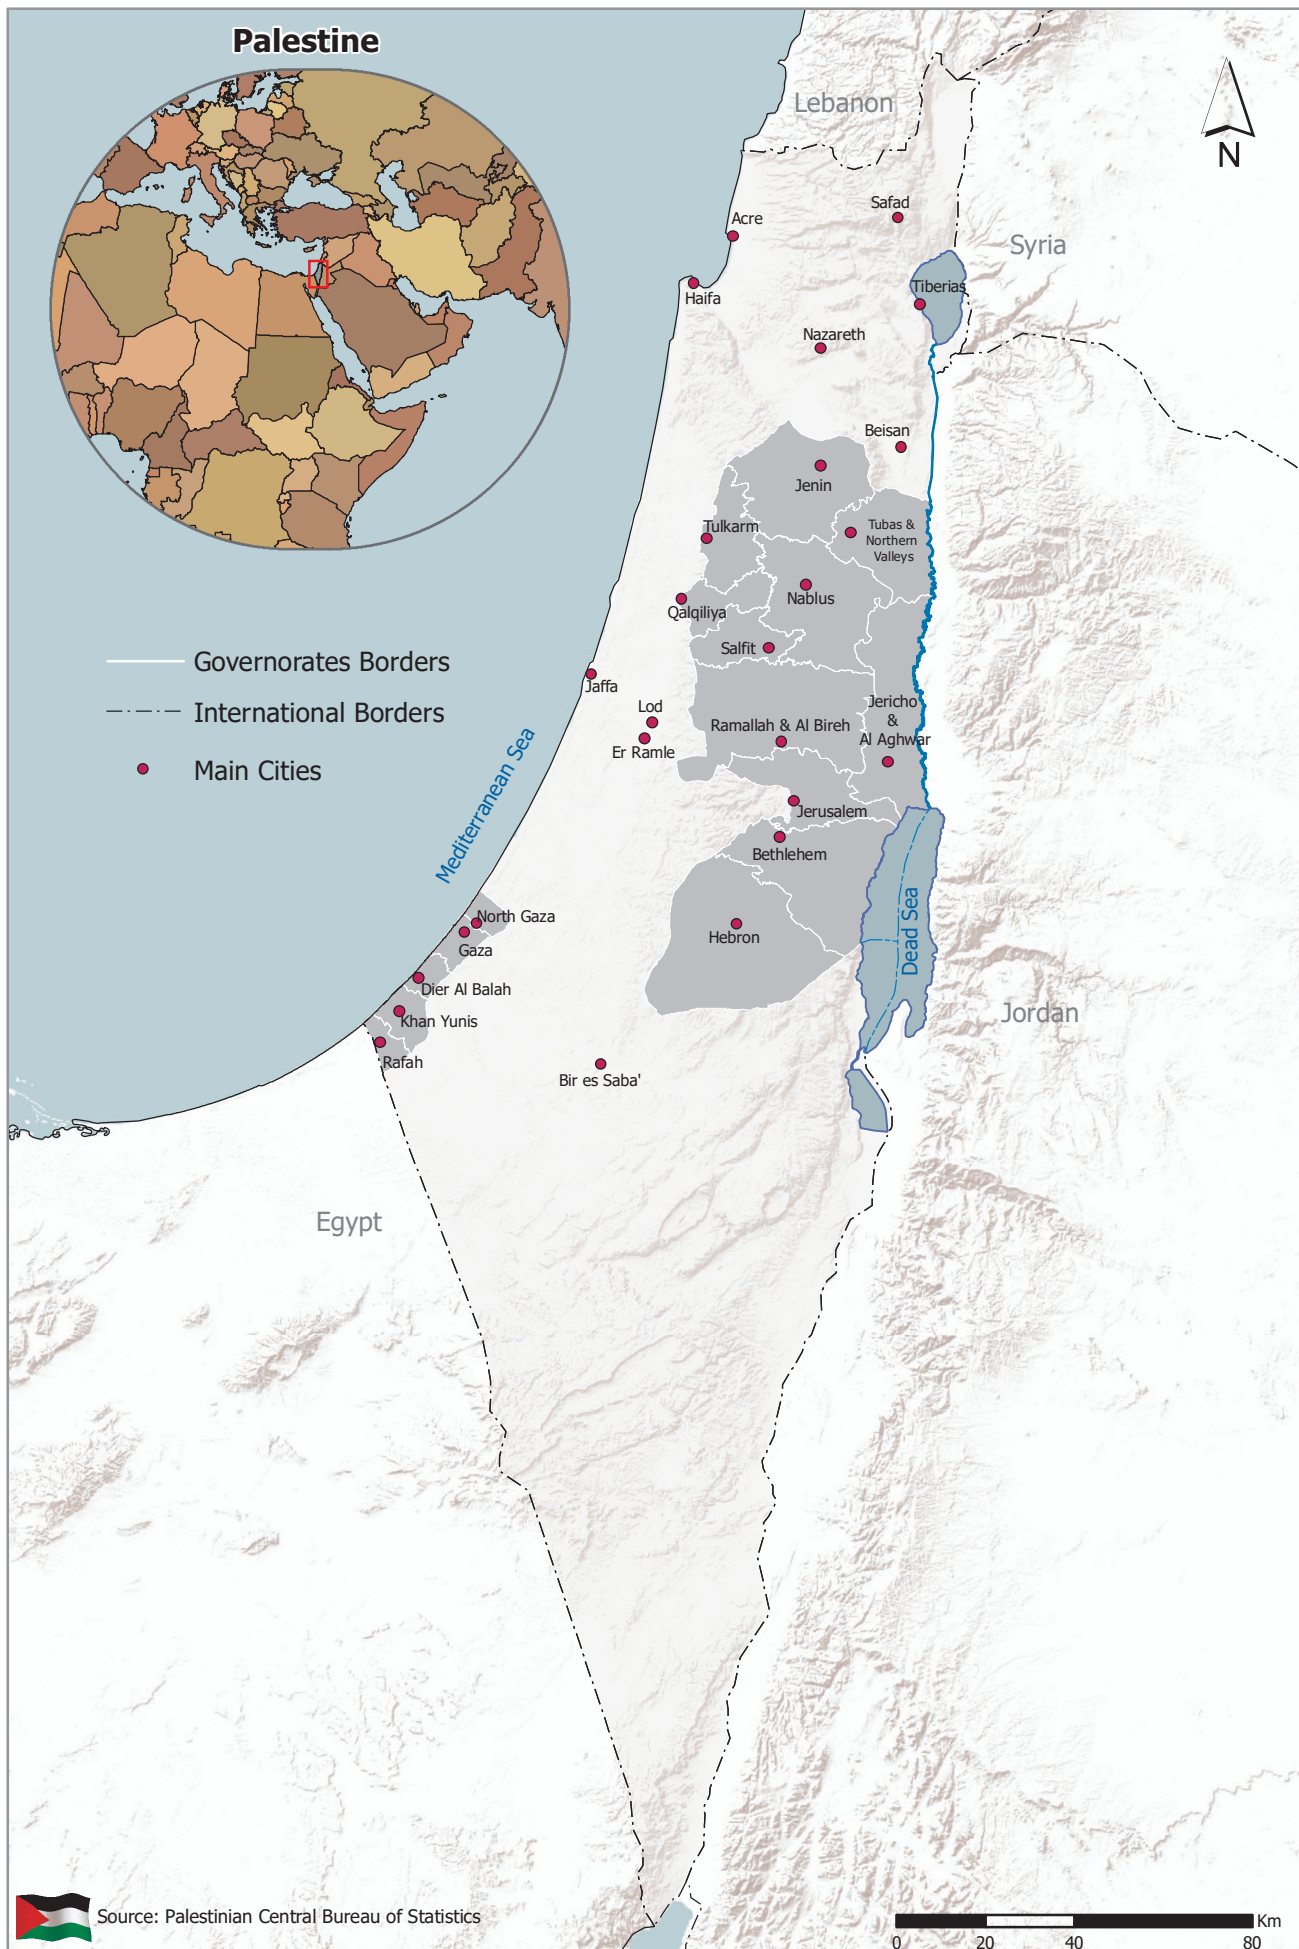 Palestine
Lebanon
N
Safad
Acre
Syria
Tiberias
Haifa
Nazareth
Beisan
Jenin
Tulkarm
Tubas &
Northern
Valleys
Nablus
Qalqiliya
Salfit
Governorates Borders
Jaffa
Jericho
&
Al Aghwar
Lod
International Borders
Ramallah & Al Bireh
Er Ramle
Main Cities
Mediterranean Sea
Jerusalem
Bethlehem
North Gaza
Hebron
Dead Sea
Gaza
Dier Al Balah
Jordan
Khan Yunis
Rafah
Bir es Saba'
Egypt
Source: Palestinian Central Bureau of Statistics
Km
0 20 40 80